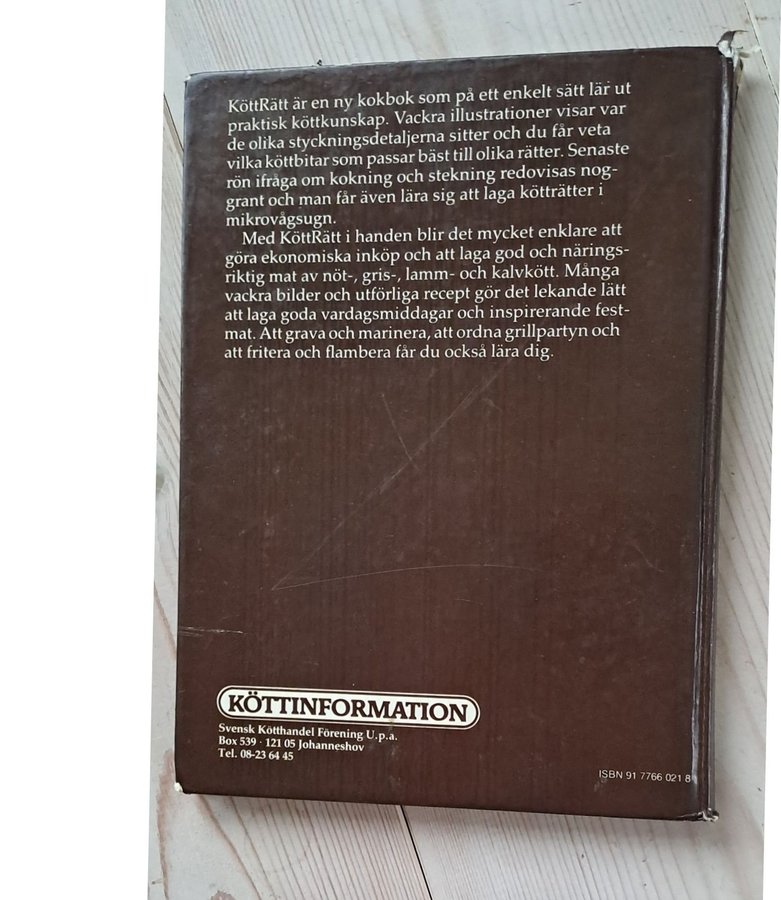 KöttRätt är en ny kokbok som på ett enkelt sätt lär ut
praktisk köttkunskap. Vackra illustrationer visar var
de olika styckningsdetaljerna sitter och du får veta
vilka köttbitar som passar bäst till olika rätter. Senaste
rön ifråga om kokning och stekning redovisas nog-
grant och man får även lära sig att laga kötträtter i
mikrovågsugn.
Med KöttRätt i handen blir det mycket enklare att
göra ekonomiska inköp och att laga god och närings-
riktig mat av nöt-, gris-, lamm- och kalvkött. Många
vackra bilder och utförliga recept gör det lekande lätt
att laga goda vardagsmiddagar och inspirerande fest-
mat. Att grava och marinera, att ordna grillpartyn och
att fritera och flambera får du också lära dig.
KÖTTINFORMATION
Svensk Kötthandel Förening U.p.a.
Box 539 · 121 05 Johanneshov
Tel. 08-23 64 45
ISBN 91 7766 021 8